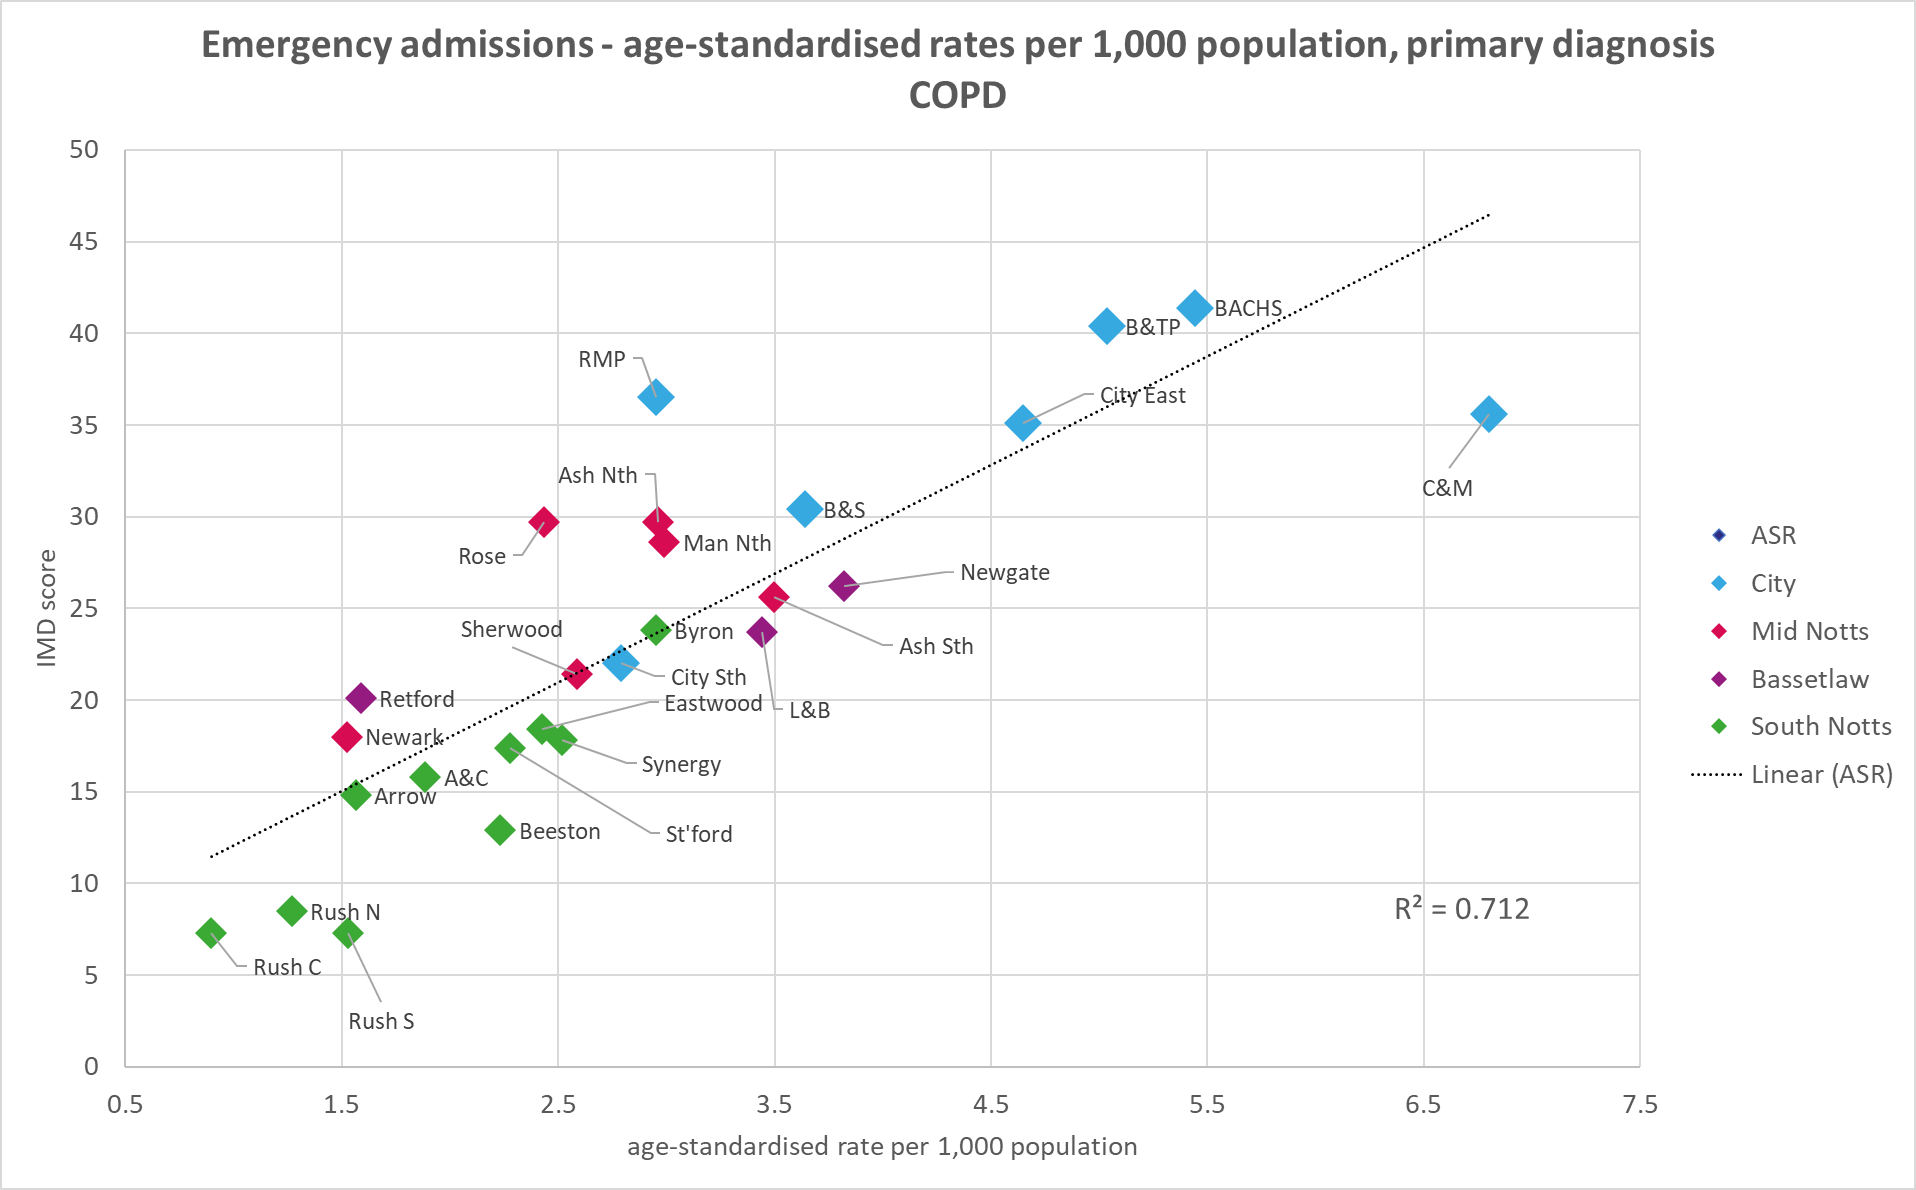 Emergency admissions - age-standardised rates per 1,000 population, primary diagnosis
COPD
50
45
40
35
30
25
20
15
10
5
0
IMD score
BACHS
B&TP
RMP
City East
Ash Nth
C&M
B&S
Rose
Man Nth
Newgate
Sherwood
Byron
Ash Sth
City Sth
Retford
Eastwood
L&B
Newark
Synergy
A&C
Arrow
Beeston
St'ford
Rush N
R² = 0.712
Rush C
Rush S
ASR
City
Mid Notts
Bassetlaw
South Notts
Linear (ASR)
0.5 1.5 2.5 3.5 4.5 5.5 6.5 7.5
age-standardised rate per 1,000 population